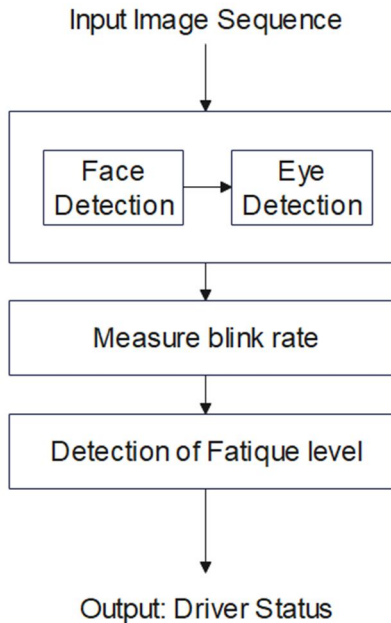 Input Image Sequence
Face
Detection
Eye
Detection
Measure blink rate
Detection of Fatique level
Output: Driver Status